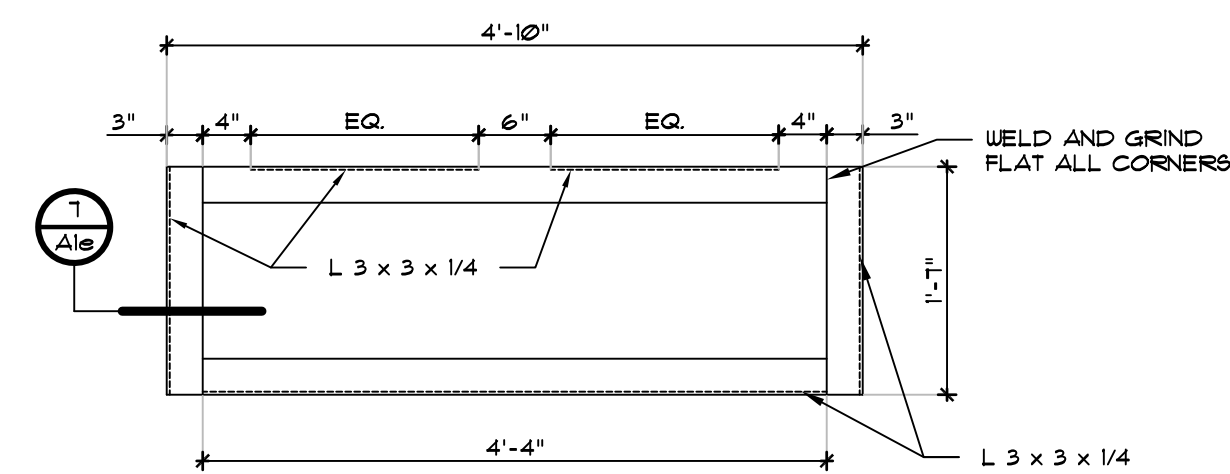 4'-10"
3" 4" EQ. 6" EQ. 4" 3"
WELD AND GRIND
FLAT ALL CORNERS
7
A1e
L 3 x 3 x 1/4
1'-7"
4'-4"
L 3 x 3 x 1/4